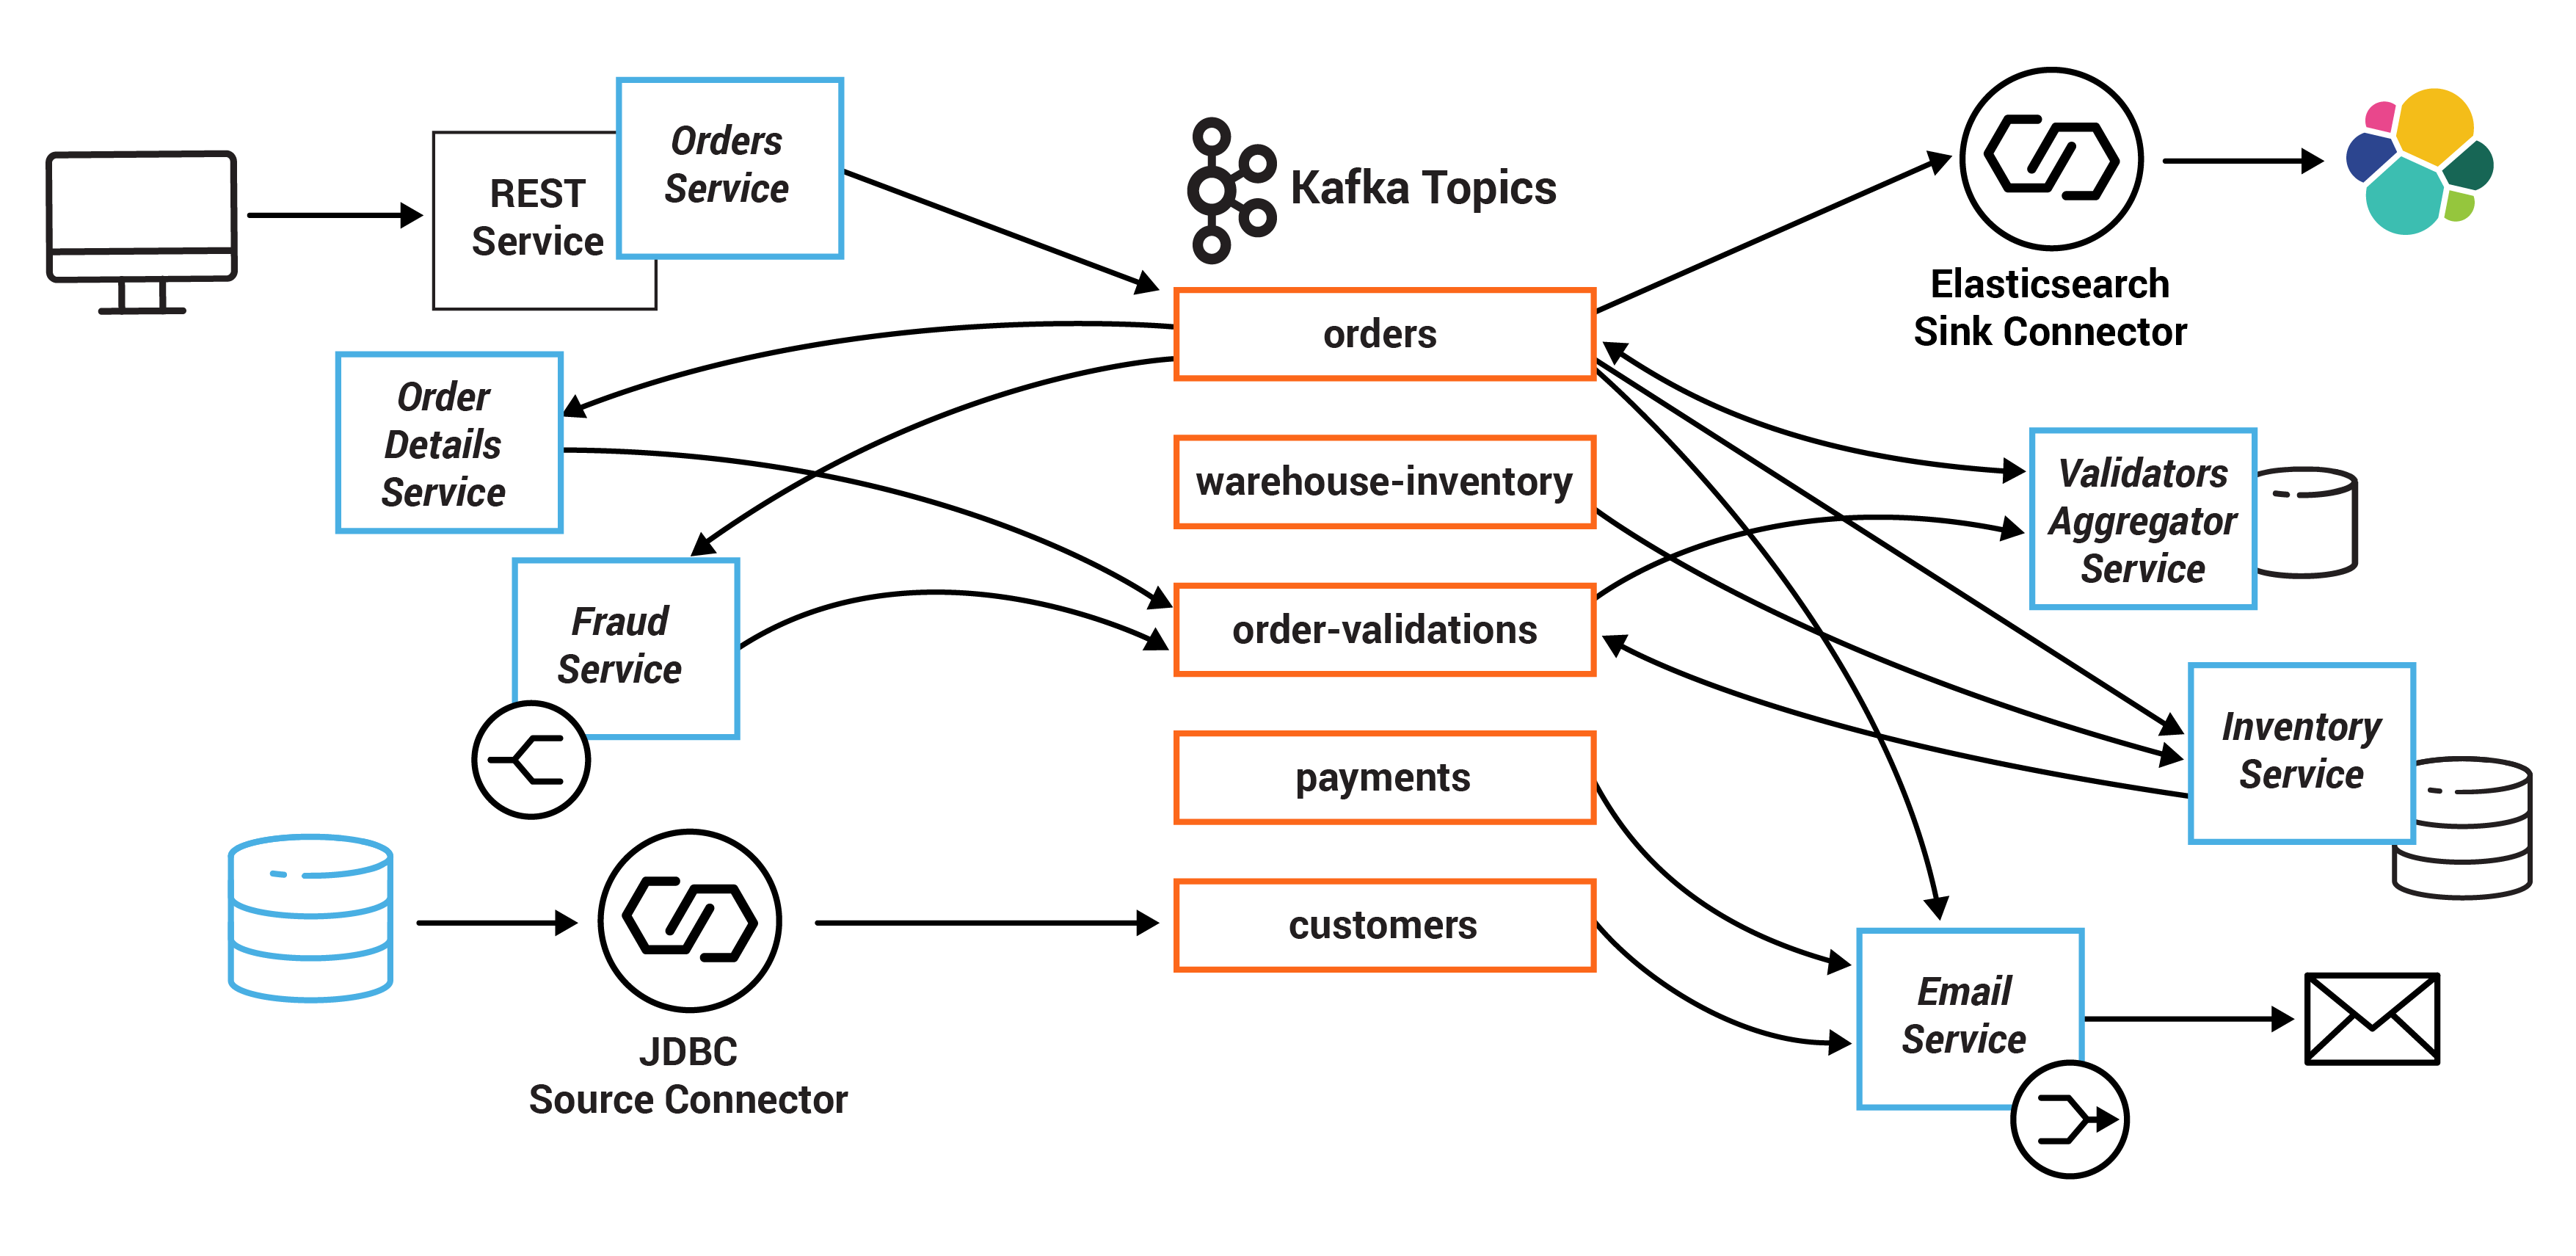 Orders
Service
REST
Service
Kafka Topics
Elasticsearch
Sink Connector
orders
Order
Details
Service
warehouse-inventory
Validators
Aggregator
Service
Fraud
Service
order-validations
Inventory
Service
payments
customers
Email
Service
JDBC
Source Connector